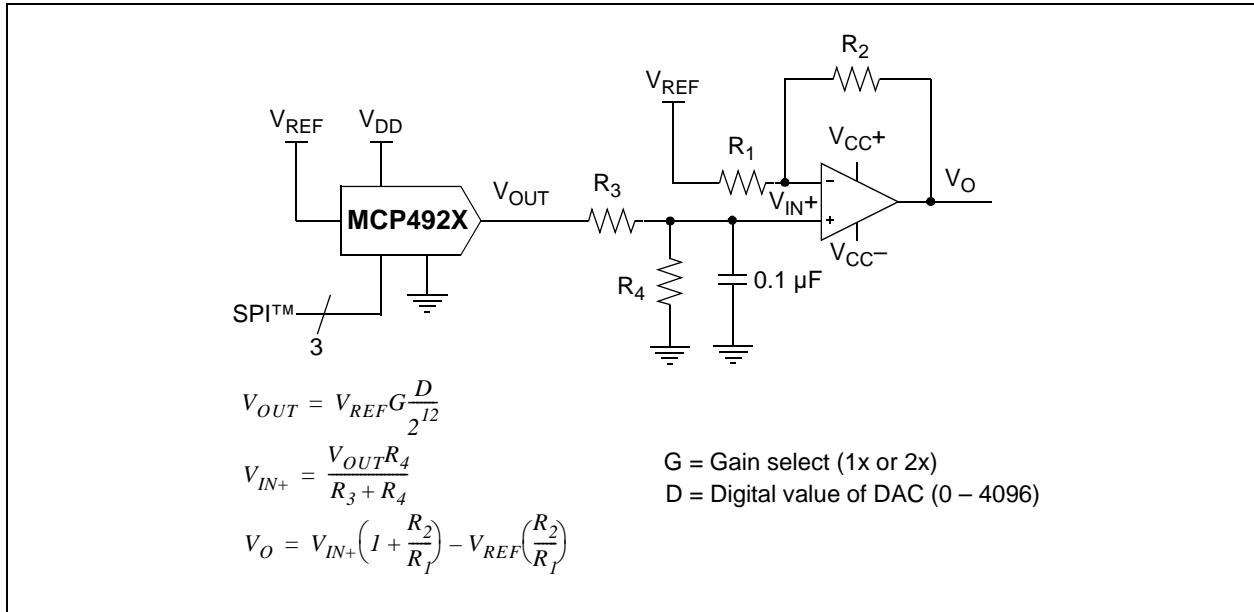 R2
VREF
VREF
VDD
VCC+
R1
R3
VOUT
VO
MCP492X
VIN+
–
+
VCC–
R4
0.1 µF
SPI™
3
VOUT = VREF G D/2^12
VIN+ = VOUT R4/(R3 + R4)
G = Gain select (1x or 2x)
D = Digital value of DAC (0 – 4096)
VO = VIN+(1 + R2/R1) – VREF(R2/R1)